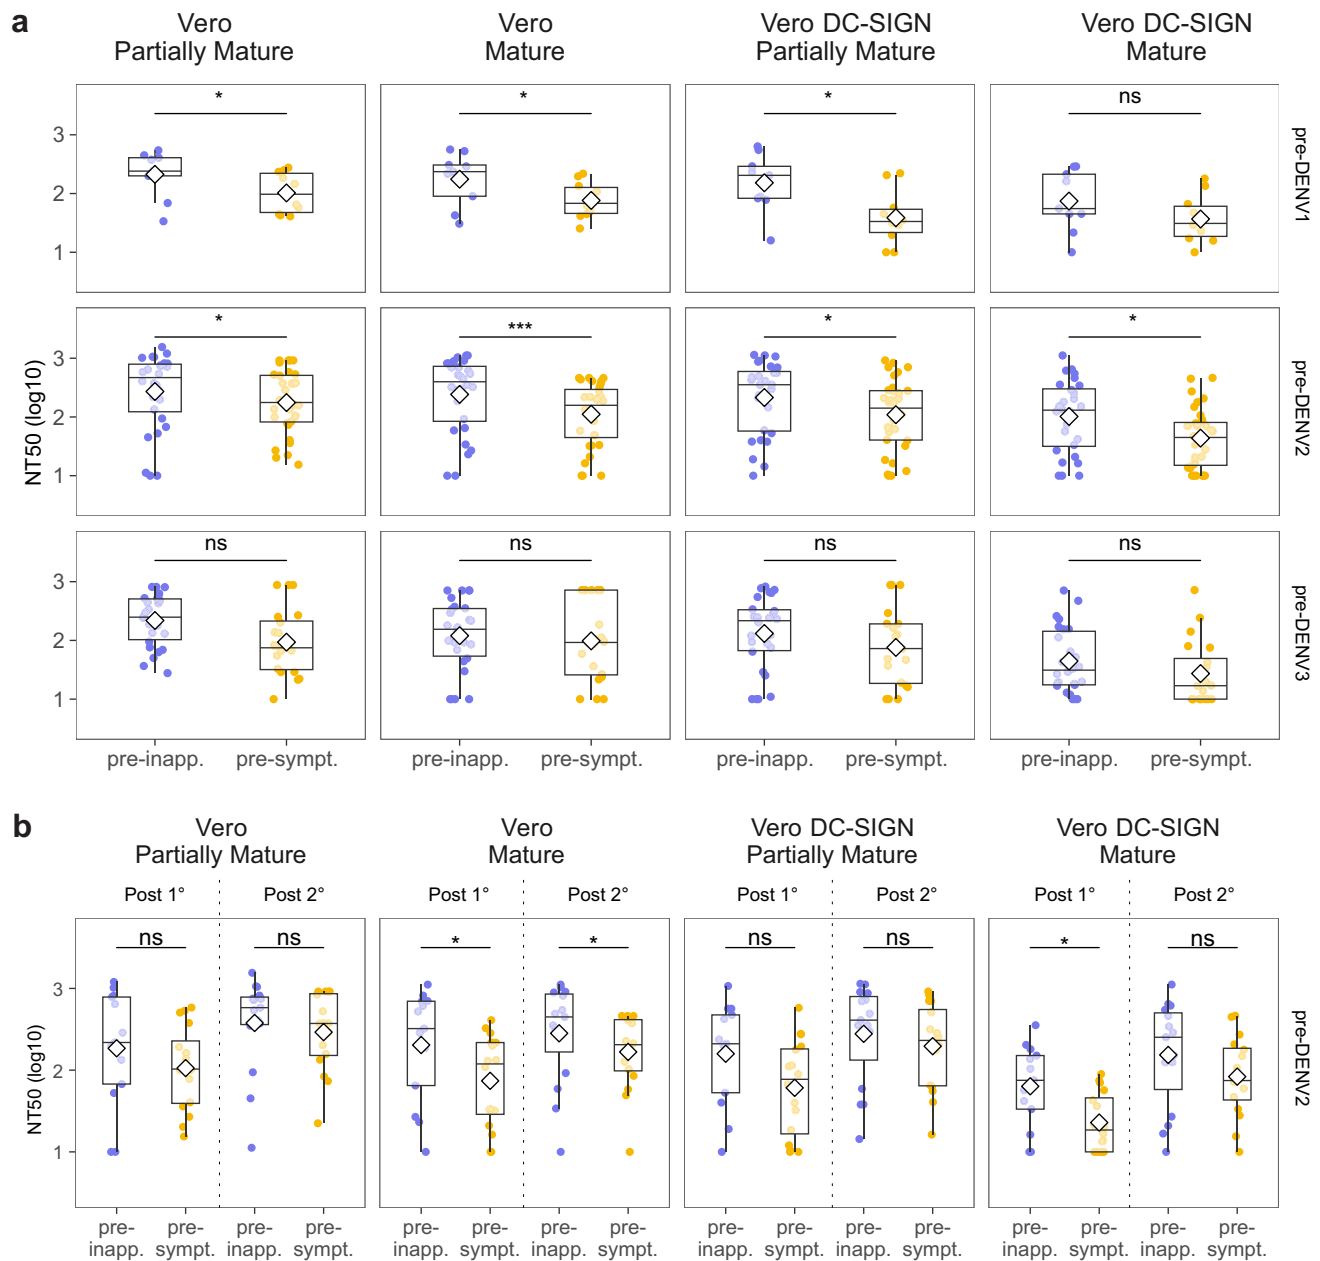 a
Vero
Partially Mature
Vero
Mature
Vero DC-SIGN
Partially Mature
Vero DC-SIGN
Mature
*
*
*
ns
3
2
1
pre-DENV1
*
***
*
*
3
2
1
pre-DENV2
NT50 (log10)
ns
ns
ns
ns
3
2
1
pre-DENV3
pre-inapp. pre-sympt. pre-inapp. pre-sympt. pre-inapp. pre-sympt. pre-inapp. pre-sympt.
b
Vero
Partially Mature
Vero
Mature
Vero DC-SIGN
Partially Mature
Vero DC-SIGN
Mature
Post 1° Post 2° Post 1° Post 2° Post 1° Post 2° Post 1° Post 2°
ns ns * * ns ns * ns
3
2
1
NT50 (log10)
pre-DENV2
pre- pre- pre- pre- pre- pre- pre- pre- pre- pre- pre- pre- pre- pre- pre- pre-
inapp. sympt. inapp. sympt. inapp. sympt. inapp. sympt. inapp. sympt. inapp. sympt. inapp. sympt. inapp. sympt.